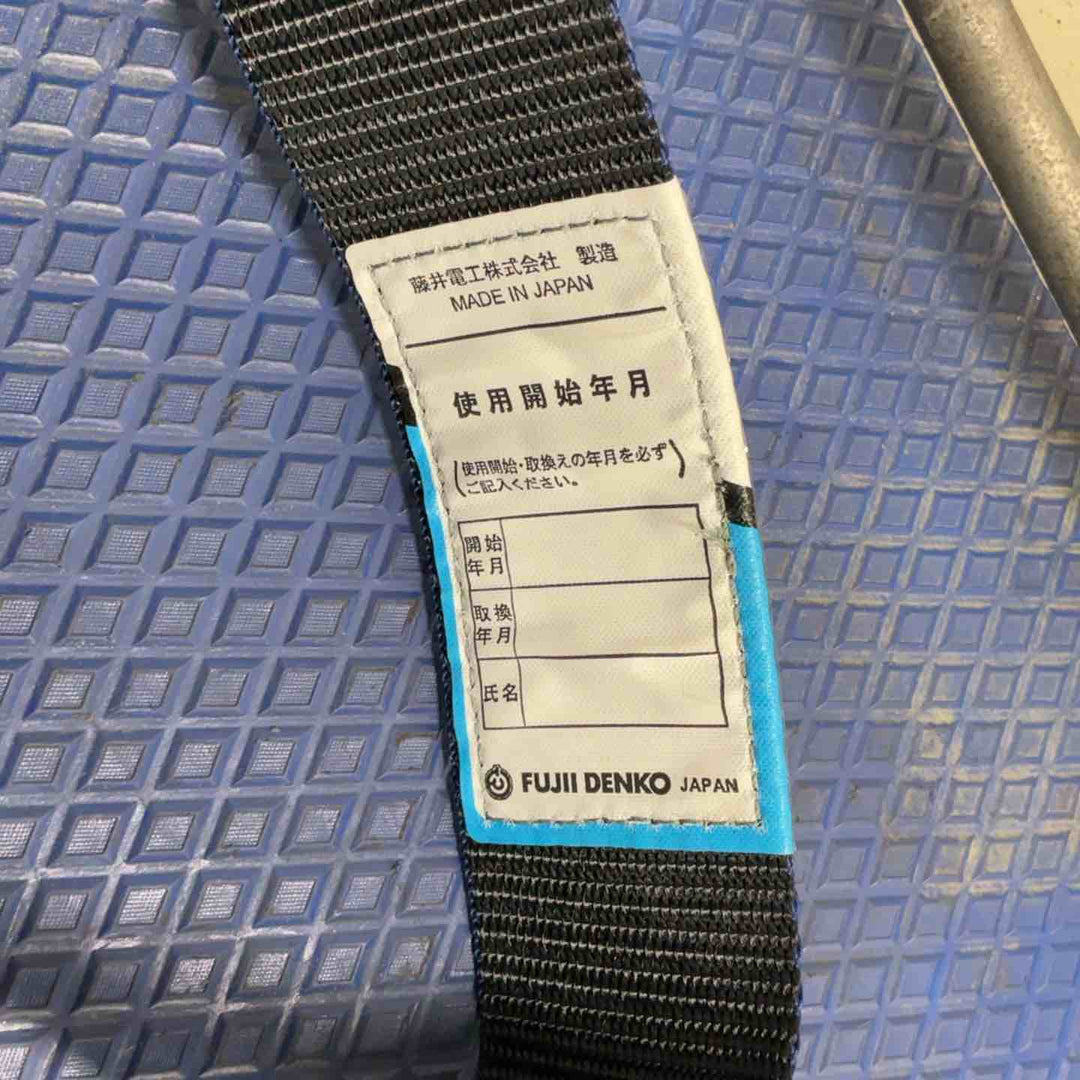 藤井電工株式会社 製造
MADE IN JAPAN
使用開始年月
(使用開始・取換えの年月を必ず
ご記入ください。)
開始
年月
取換
年月
氏名
FUJII DENKO JAPAN